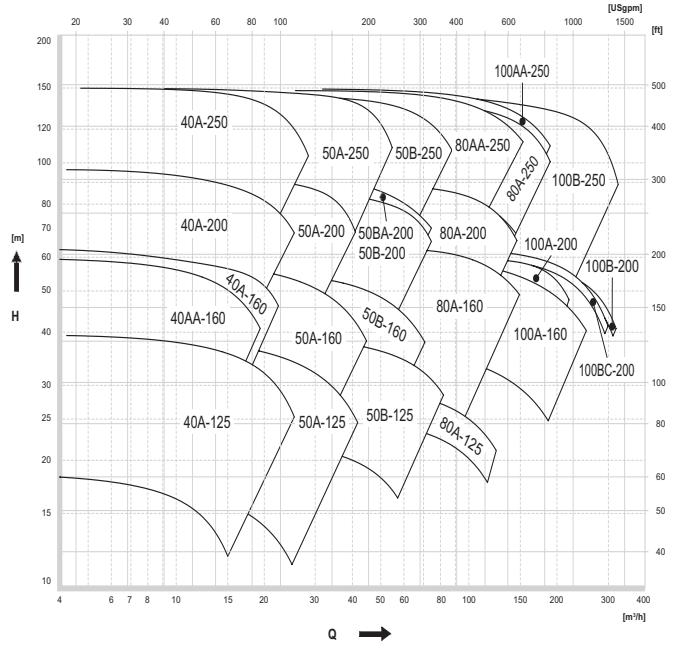 [USgpm]
20 30 40 60 80 100 200 300 400 600 1000 1500
[ft]
200
150 500
100AA-250
40A-250
120 400
50A-250 50B-250 80AA-250
100
80A-250
100B-250 300
80
40A-200 50A-200 50BA-200 80A-200
70
50B-200
[m]
100A-200
60 200
100B-200
40A-160
50
150
H
40AA-160 50A-160 50B-160 80A-160
40
100A-160
100BC-200
30 100
25
40A-125 50A-125 50B-125 80
80A-125
20
60
15 50
40
10
4 6 7 8 10 15 20 30 40 50 60 80 100 150 200 300 400
[m³/h]
Q